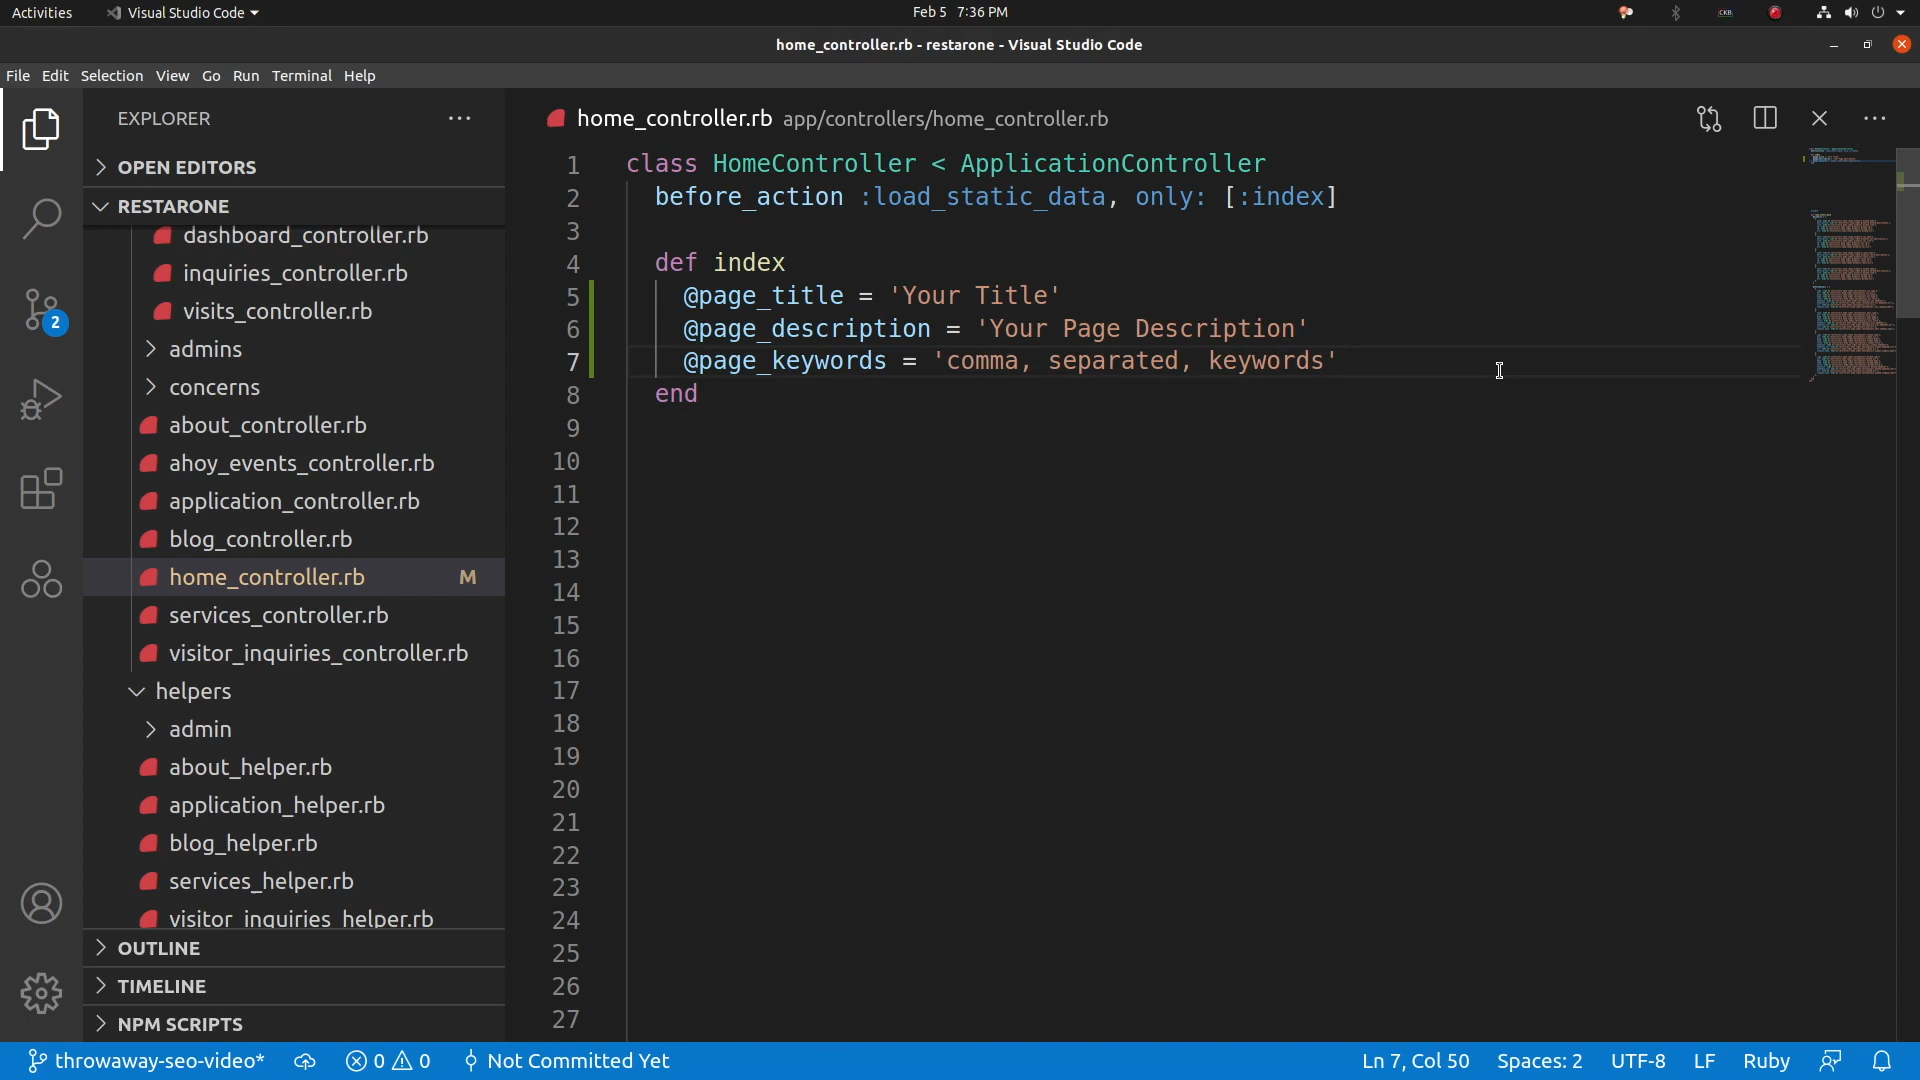 Activities Visual Studio Code Feb 5 7:36 PM CKB
home_controller.rb - restarone - Visual Studio Code
File Edit Selection View Go Run Terminal Help
EXPLORER
OPEN EDITORS
RESTARONE
dashboard_controller.rb
inquiries_controller.rb
visits_controller.rb
admins
concerns
about_controller.rb
ahoy_events_controller.rb
application_controller.rb
blog_controller.rb
home_controller.rb M
services_controller.rb
visitor_inquiries_controller.rb
helpers
admin
about_helper.rb
application_helper.rb
blog_helper.rb
services_helper.rb
visitor_inquiries_helper.rb
OUTLINE
TIMELINE
NPM SCRIPTS
2
home_controller.rb app/controllers/home_controller.rb
1 class HomeController < ApplicationController
2 before_action :load_static_data, only: [:index]
3
4 def index
5 @page_title = 'Your Title'
6 @page_description = 'Your Page Description'
7 @page_keywords = 'comma, separated, keywords'
8 end
9
10
11
12
13
14
15
16
17
18
19
20
21
22
23
24
25
26
27
throwaway-seo-video* 0 0 Not Committed Yet Ln 7, Col 50 Spaces: 2 UTF-8 LF Ruby